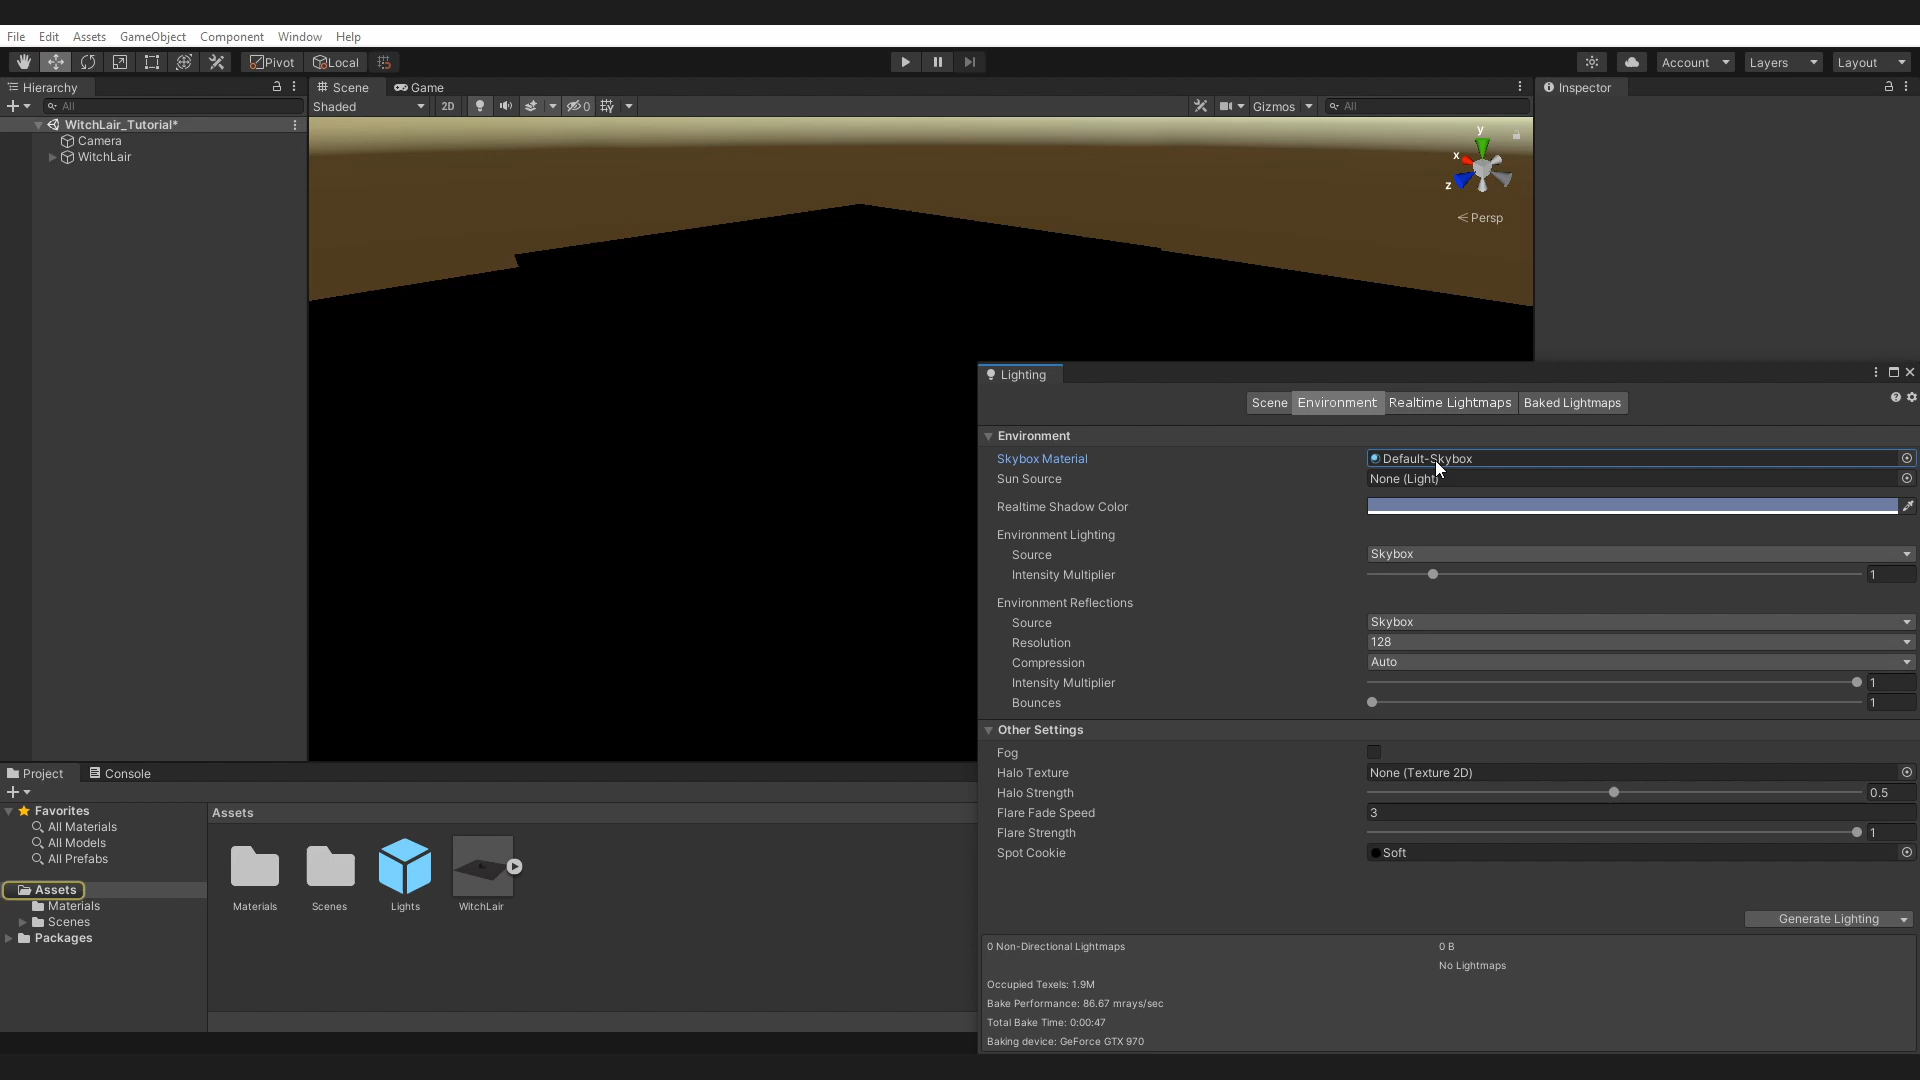 File Edit Assets GameObject Component Window Help
Pivot Local Account Layers Layout
Hierarchy Scene Game Inspector
All Shaded 2D 0 Gizmos All
WitchLair_Tutorial*
Camera
WitchLair
y
x
z
Persp
Lighting
Scene Environment Realtime Lightmaps Baked Lightmaps
Environment
Skybox Material Default-Skybox
Sun Source None (Light)
Realtime Shadow Color
Environment Lighting
Source Skybox
Intensity Multiplier 1
Environment Reflections
Source Skybox
Resolution 128
Compression Auto
Intensity Multiplier 1
Bounces 1
Other Settings
Fog
Halo Texture None (Texture 2D)
Halo Strength 0.5
Flare Fade Speed 3
Flare Strength 1
Spot Cookie Soft
Generate Lighting
0 Non-Directional Lightmaps 0 B
No Lightmaps
Occupied Texels: 1.9M
Bake Performance: 86.67 mrays/sec
Total Bake Time: 0:00:47
Baking device: GeForce GTX 970
Project Console
Favorites
All Materials
All Models
All Prefabs
Assets
Materials
Scenes
Packages
Assets
Materials Scenes Lights WitchLair